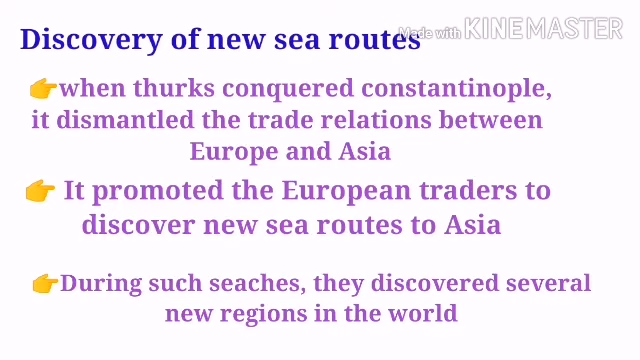 Discovery of new sea routes
Made with KINEMASTER
👉when thurks conquered constantinople,
it dismantled the trade relations between
Europe and Asia
👉 It promoted the European traders to
discover new sea routes to Asia
👉During such seaches, they discovered several
new regions in the world